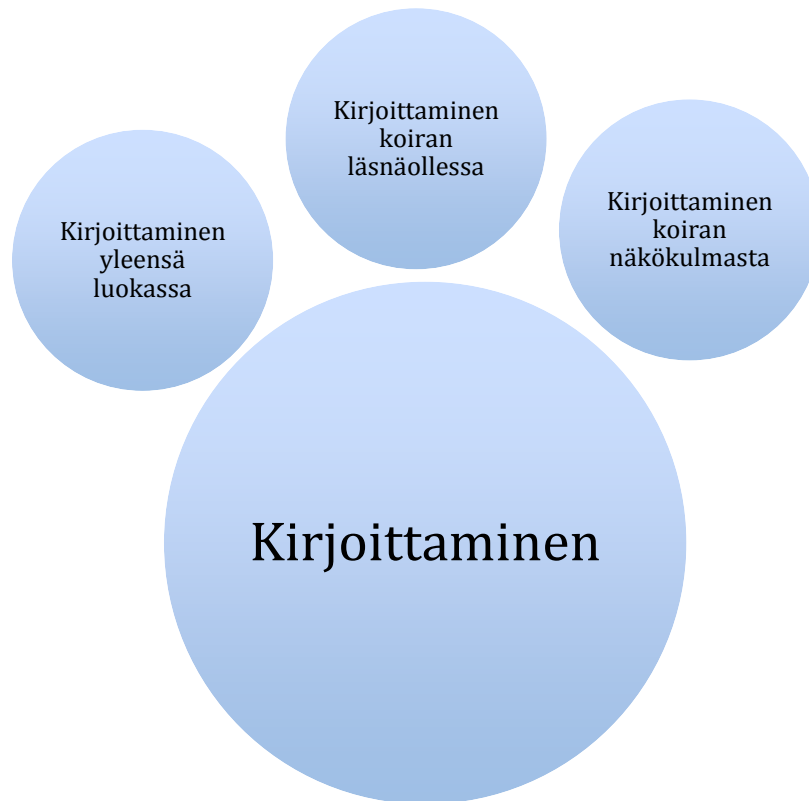 Kirjoittaminen
koiran
läsnäollessa
Kirjoittaminen
yleensä
luokassa
Kirjoittaminen
koiran
näkökulmasta
Kirjoittaminen